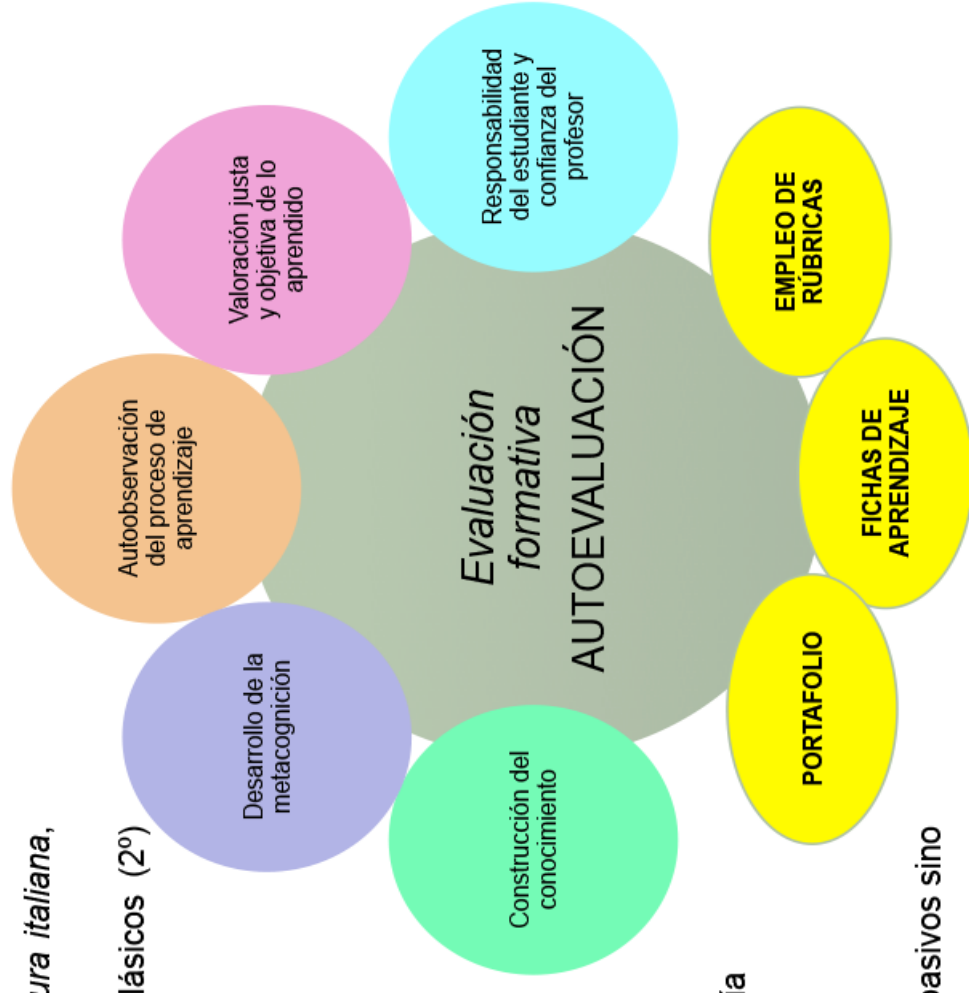 ura italiana,
lásicos (2º)
ía
pasivos sino
Autoobservación
del proceso de
aprendizaje
Desarrollo de la
metacognición
Valoración justa
y objetiva de lo
aprendido
Construcción del
conocimiento
Evaluación
formativa
AUTOEVALUACIÓN
Responsabilidad
del estudiante y
confianza del
profesor
PORTAFOLIO
FICHAS DE
APRENDIZAJE
EMPLEO DE
RÚBRICAS